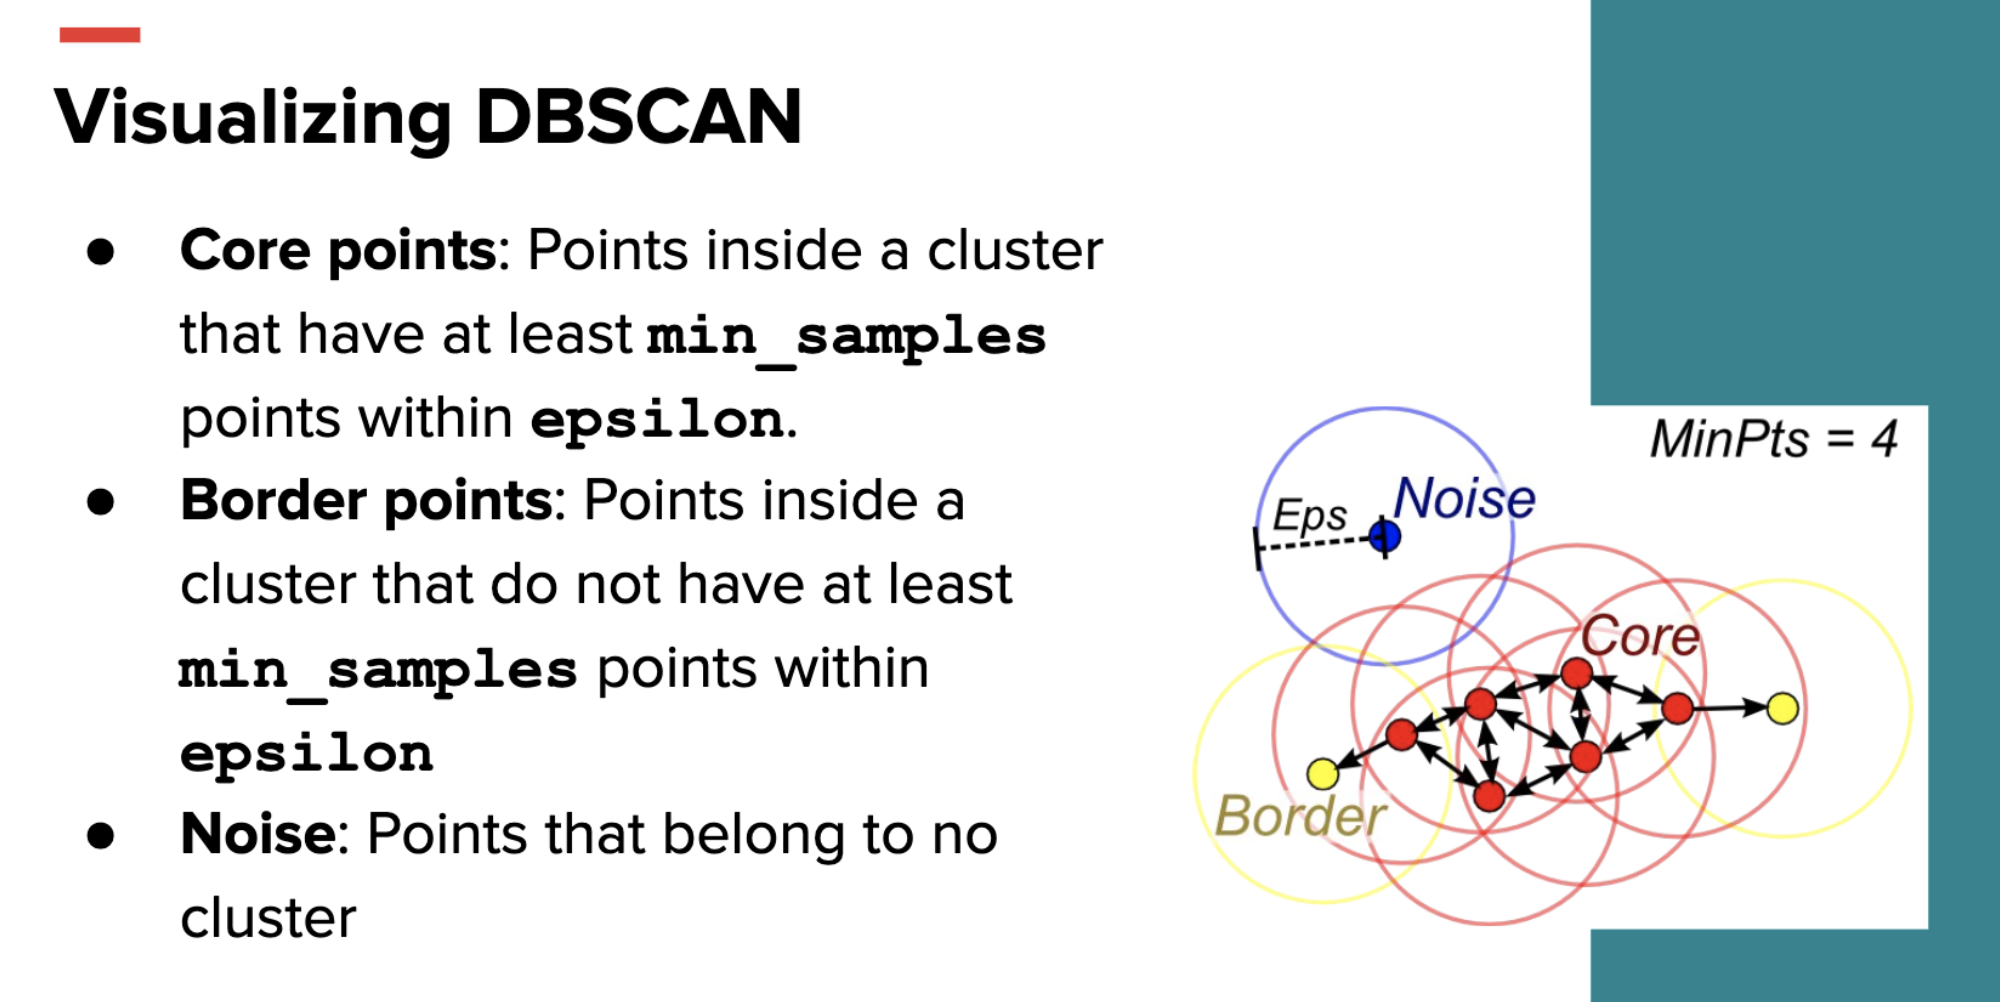 Visualizing DBSCAN
● Core points: Points inside a cluster
that have at least min_samples
points within epsilon.
● Border points: Points inside a
cluster that do not have at least
min_samples points within
epsilon
● Noise: Points that belong to no
cluster
MinPts = 4
Noise
Eps
Core
Border